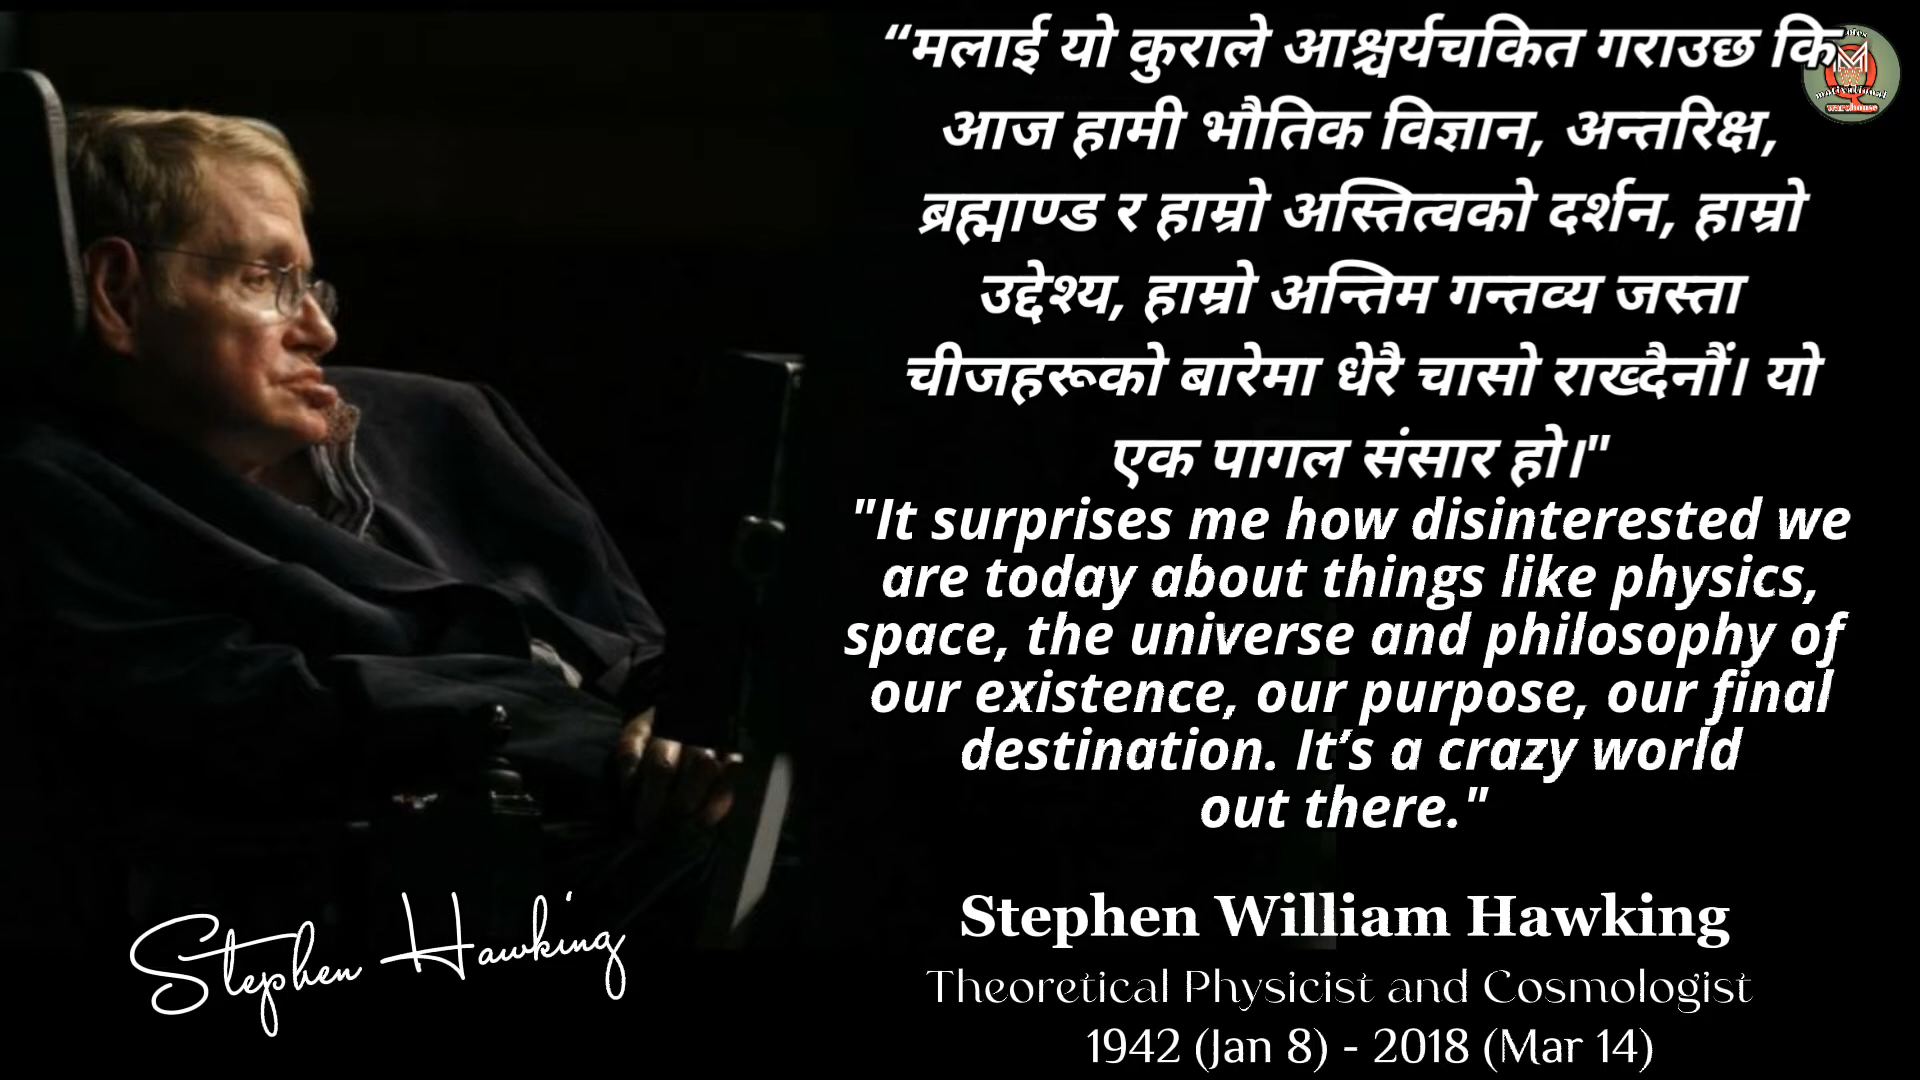 “मलाई यो कुराले आश्चर्यचकित गराउछ कि
आज हामी भौतिक विज्ञान, अन्तरिक्ष,
ब्रह्माण्ड र हाम्रो अस्तित्वको दर्शन, हाम्रो
उद्देश्य, हाम्रो अन्तिम गन्तव्य जस्ता
चीजहरूको बारेमा धेरै चासो राख्दैनौं। यो
एक पागल संसार हो।"
"It surprises me how disinterested we
are today about things like physics,
space, the universe and philosophy of
our existence, our purpose, our final
destination. It’s a crazy world
out there."
Stephen William Hawking
Theoretical Physicist and Cosmologist
1942 (Jan 8) - 2018 (Mar 14)
Stephen Hawking
motivational
warehouse